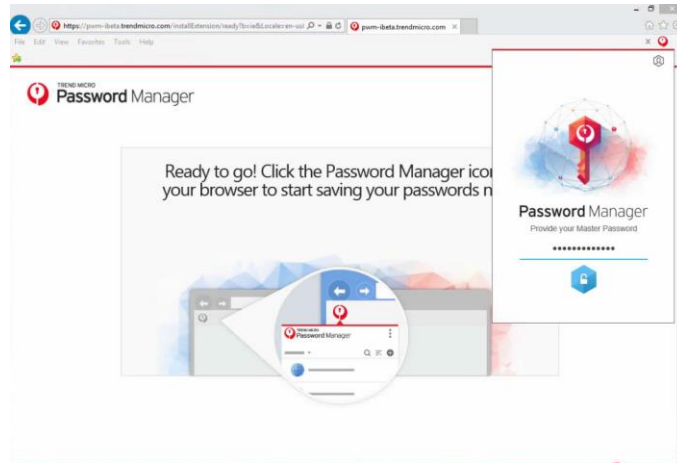 https://pwm-ibeta.trendmicro.com/installExtension/ready?b=ie&Locale=en-us
pwm-ibeta.trendmicro.com
File Edit View Favorites Tools Help
TREND MICRO
Password Manager
Ready to go! Click the Password Manager
your browser to start saving your passwords
TREND MICRO
Password Manager
Password Manager
Provide your Master Password